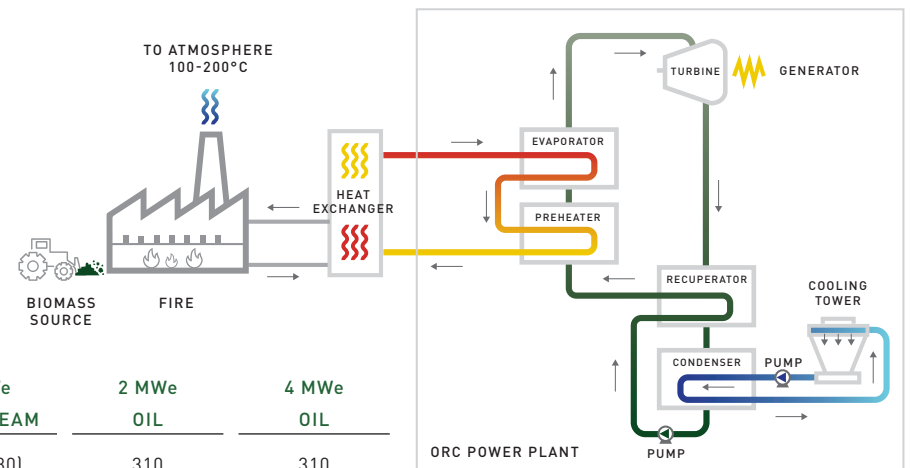 TO ATMOSPHERE
100-200°C
TURBINE
GENERATOR
EVAPORATOR
HEAT
EXCHANGER
PREHEATER
BIOMASS
SOURCE
FIRE
RECUPERATOR
COOLING
TOWER
CONDENSER
PUMP
PUMP
ORC POWER PLANT
2 MWe
4 MWe
OIL
OIL
310
310